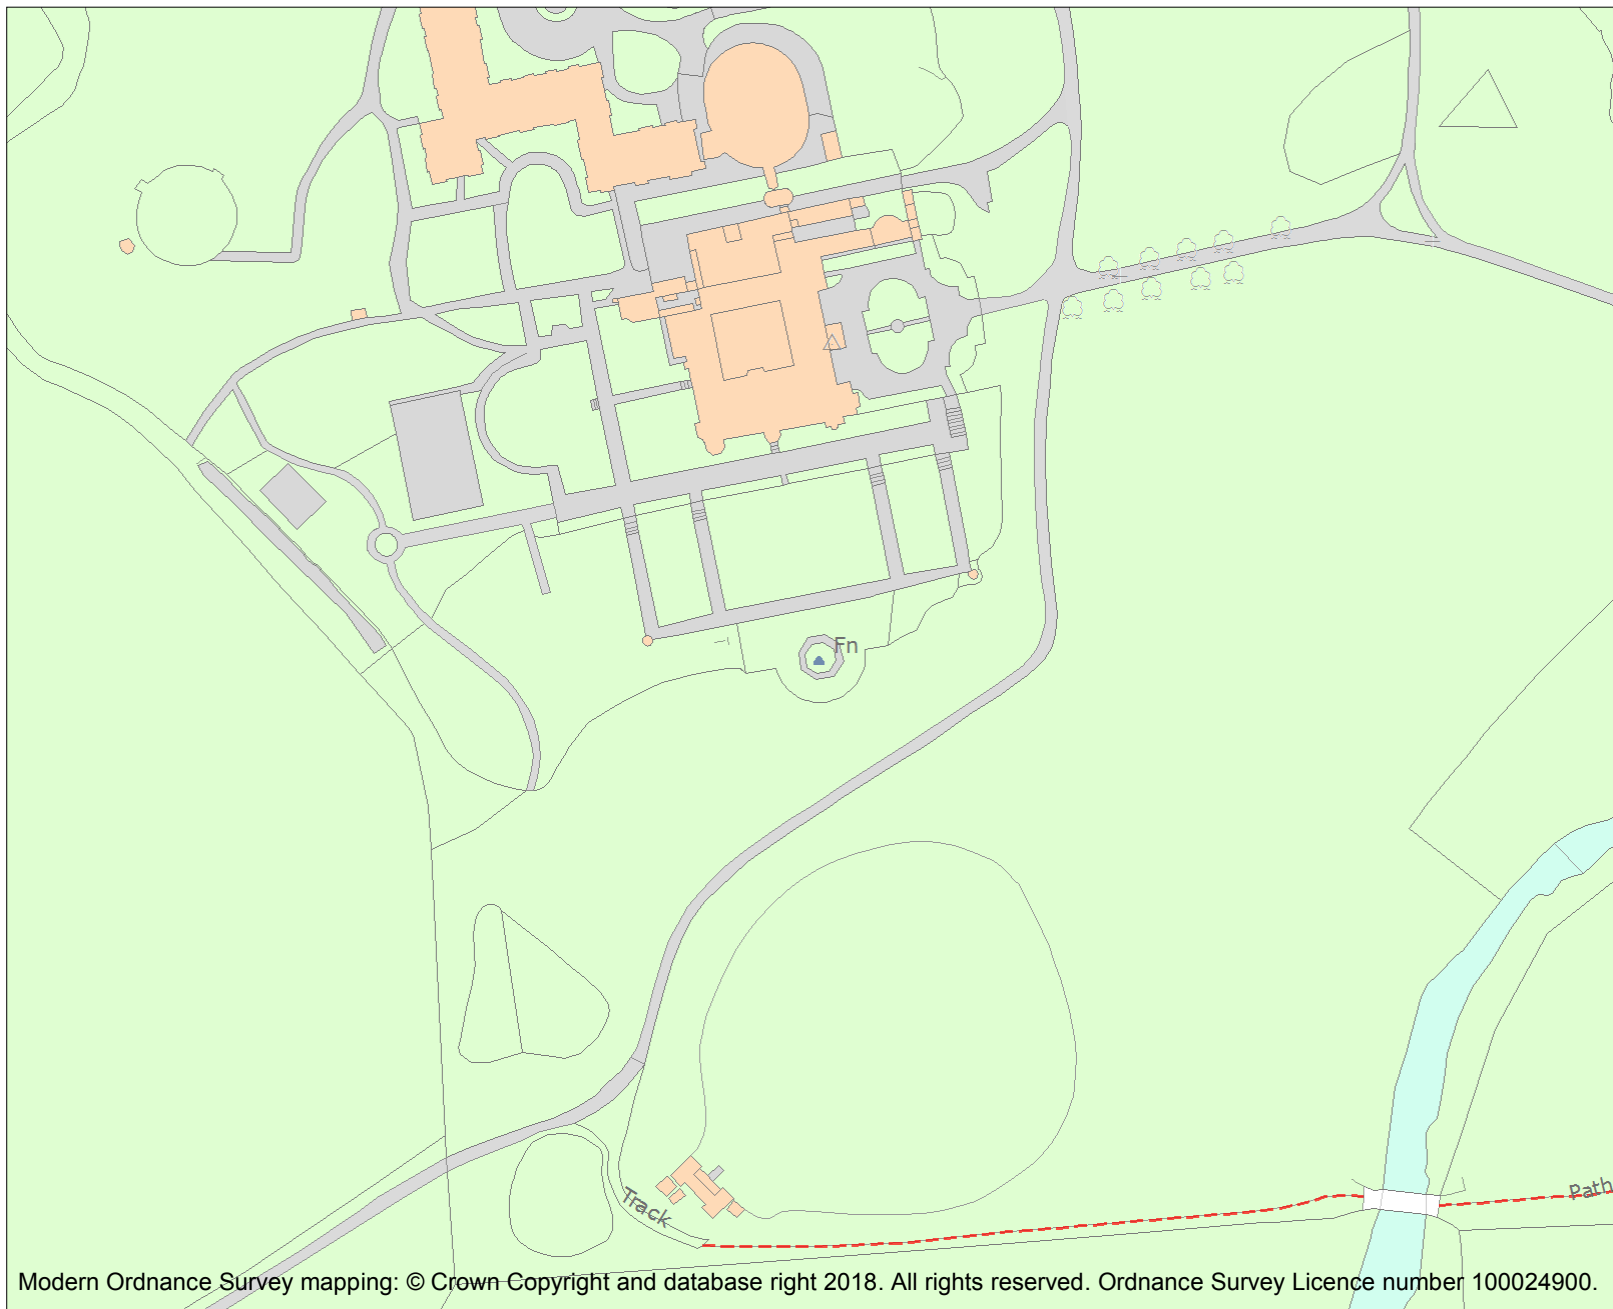 Fn
Track
Path
Modern Ordnance Survey mapping: © Crown Copyright and database right 2018. All rights reserved. Ordnance Survey Licence number 100024900.